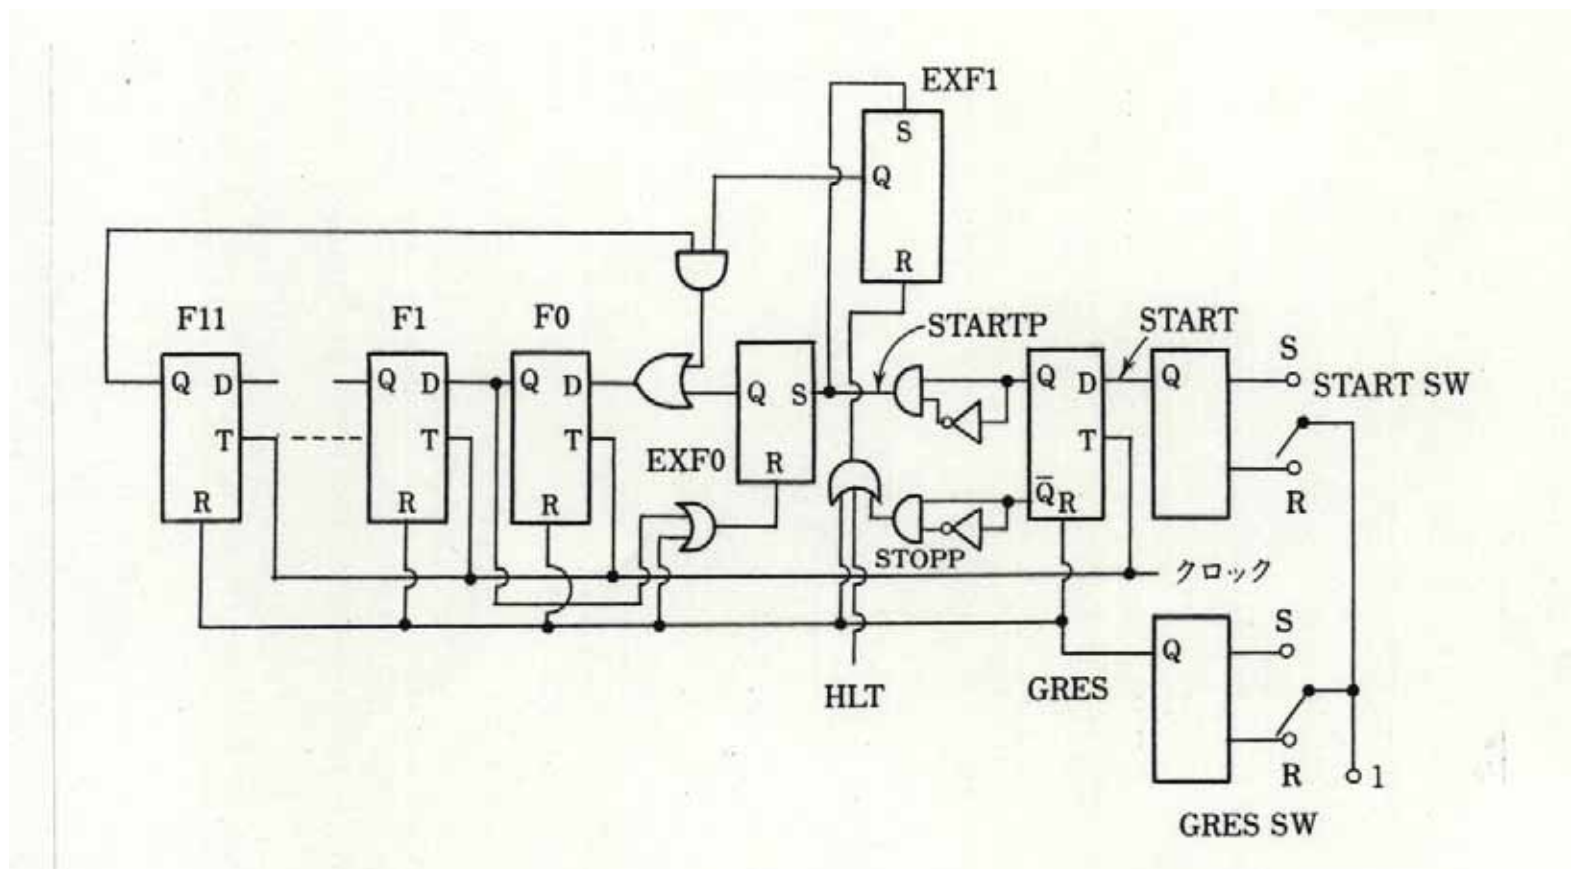 EXF1
S
Q
R
F11
F1
F0
STARTP
START
S
START SW
Q D
Q D
Q D
Q S
Q D
Q
T
T
T
T
EXF0
R
R
R
R
R
Q̄ R
STOPP
クロック
S
Q
HLT
GRES
R
1
GRES SW